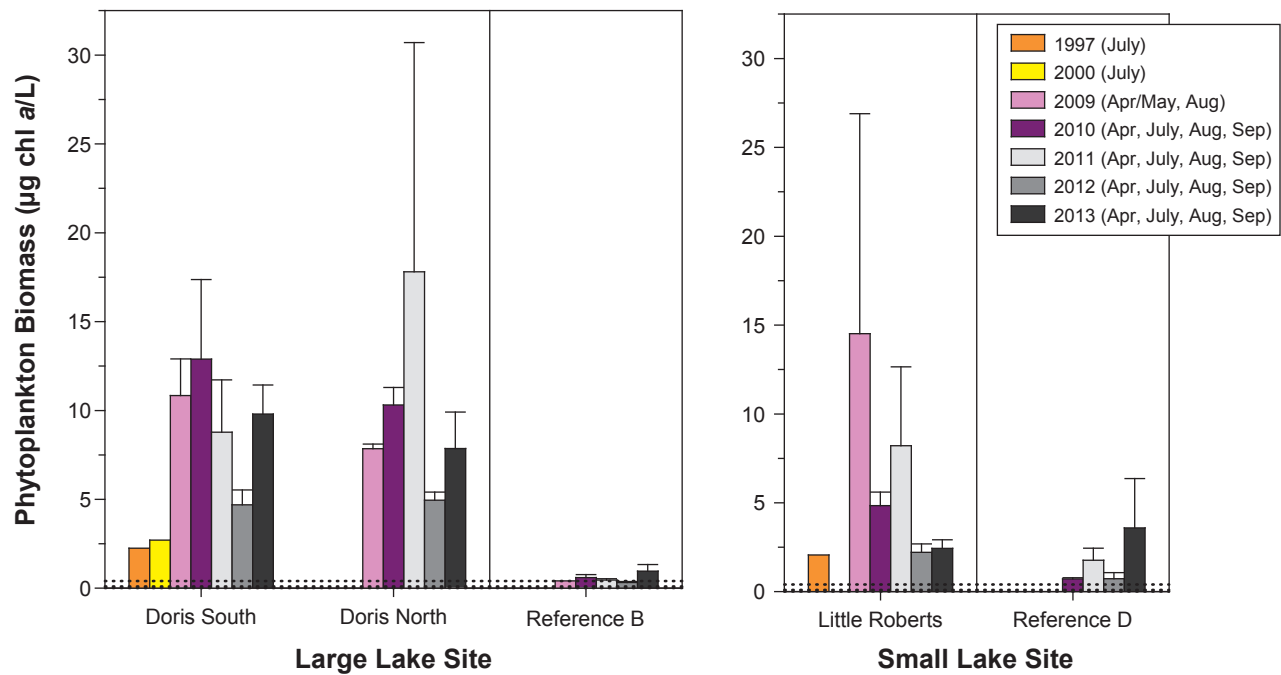 Phytoplankton Biomass (µg chl a/L)
30
25
20
15
10
5
0
Doris South
Doris North
Reference B
Large Lake Site
30
25
20
15
10
5
0
Little Roberts
Reference D
Small Lake Site
1997 (July)
2000 (July)
2009 (Apr/May, Aug)
2010 (Apr, July, Aug, Sep)
2011 (Apr, July, Aug, Sep)
2012 (Apr, July, Aug, Sep)
2013 (Apr, July, Aug, Sep)